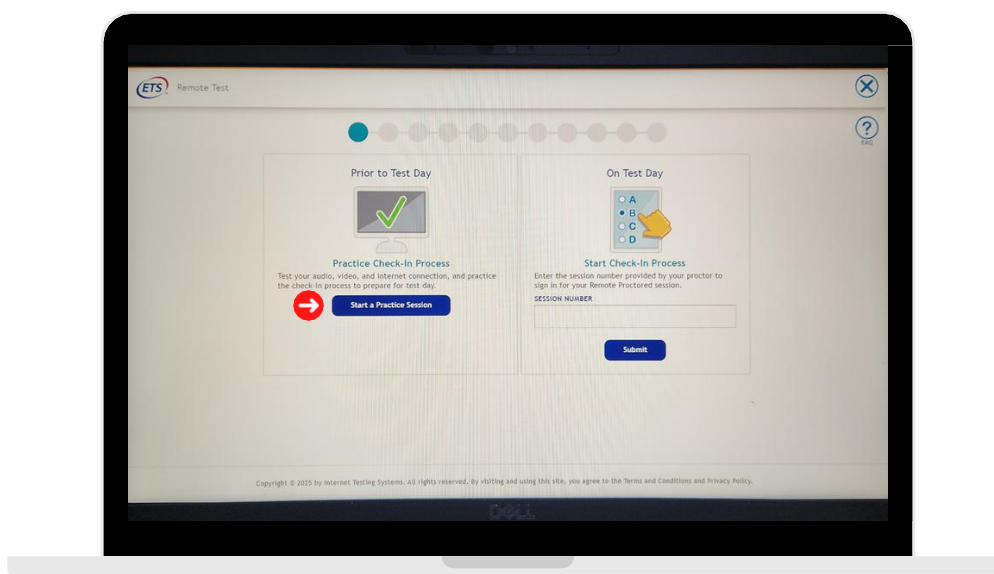 ETS Remote Test
FAQ
Prior to Test Day
A
B
C
D
Practice Check-In Process
Test your audio, video, and internet connection, and practice
the check-in process to prepare for test day.
Start a Practice Session
On Test Day
Start Check-In Process
Enter the session number provided by your proctor to
sign in for your Remote Proctored session.
SESSION NUMBER
Submit
Copyright © 2025 by Internet Testing Systems. All rights reserved. By visiting and using this site, you agree to the Terms and Conditions and Privacy Policy.
DELL